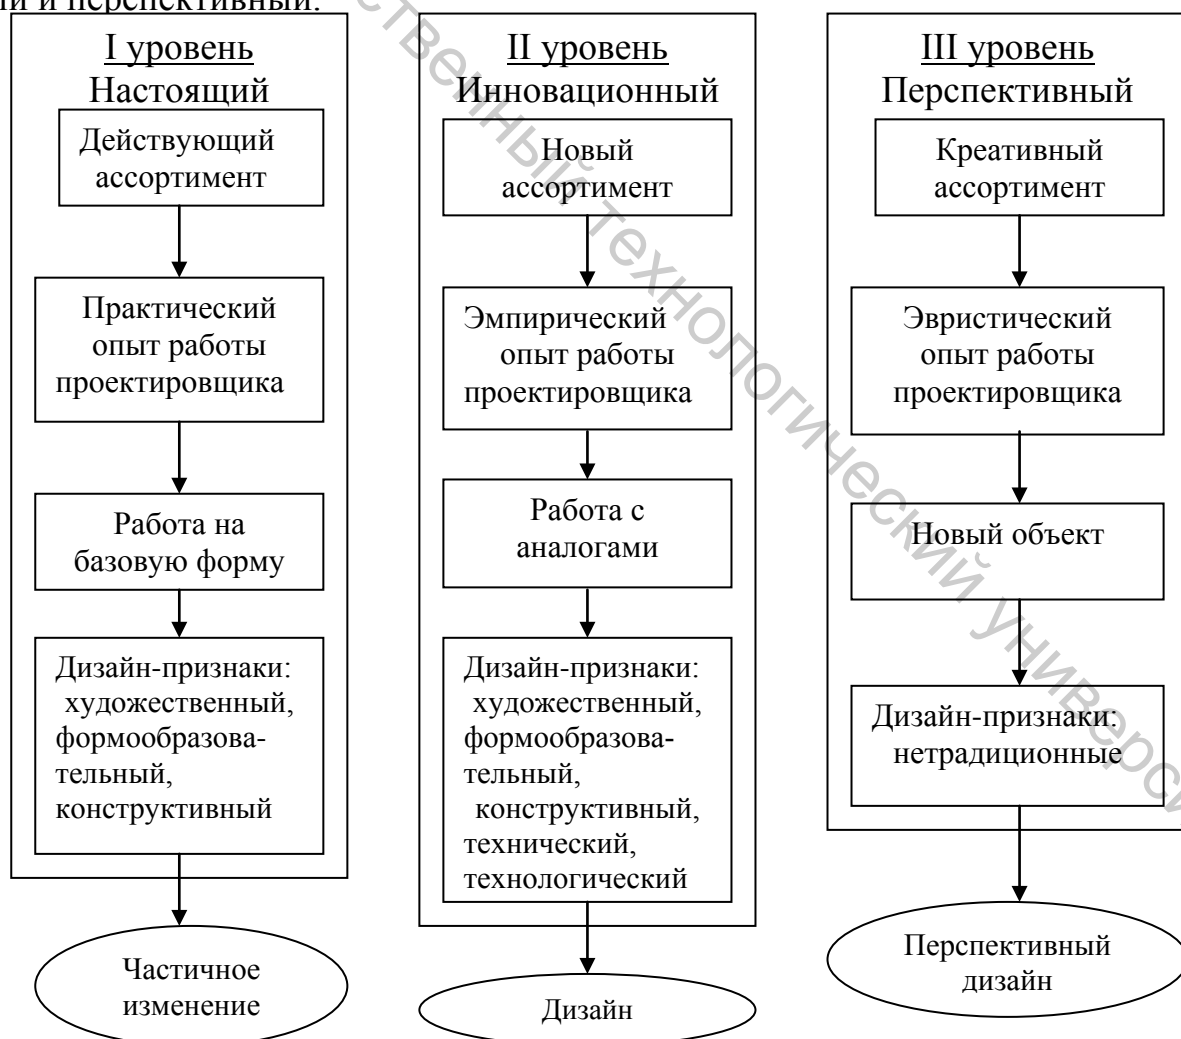 и и перспективный.
I уровень
Настоящий
Действующий
ассортимент
Практический
опыт работы
проектировщика
Работа на
базовую форму
Дизайн-признаки:
художественный,
формообразова-
тельный,
конструктивный
Частичное
изменение
II уровень
Инновационный
Новый
ассортимент
Эмпирический
опыт работы
проектировщика
Работа с
аналогами
Дизайн-признаки:
художественный,
формообразова-
тельный,
конструктивный,
технический,
технологический
Дизайн
III уровень
Перспективный
Креативный
ассортимент
Эвристический
опыт работы
проектировщика
Новый объект
Дизайн-признаки:
нетрадиционные
Перспективный
дизайн
ственный технологический универси